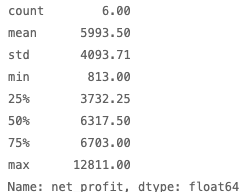 count        6.00
mean      5993.50
std       4093.71
min        813.00
25%       3732.25
50%       6317.50
75%       6703.00
max      12811.00
Name: net profit, dtype: float64